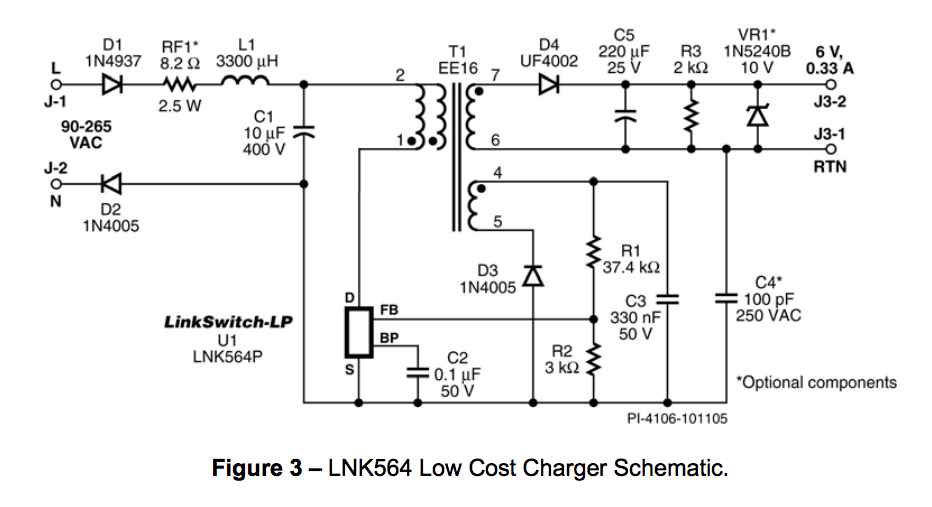 D1
1N4937
RF1*
8.2 Ω
2.5 W
L1
3300 μH
L
J-1
90-265
VAC
J-2
N
D2
1N4005
C1
10 μF
400 V
T1
EE16
2
1
7
6
4
5
D4
UF4002
C5
220 μF
25 V
R3
2 kΩ
VR1*
1N5240B
10 V
6 V,
0.33 A
J3-2
J3-1
RTN
D3
1N4005
R1
37.4 kΩ
C3
330 nF
50 V
C4*
100 pF
250 VAC
LinkSwitch-LP
U1
LNK564P
D
FB
BP
S
C2
0.1 μF
50 V
R2
3 kΩ
*Optional components
PI-4106-101105
Figure 3 – LNK564 Low Cost Charger Schematic.